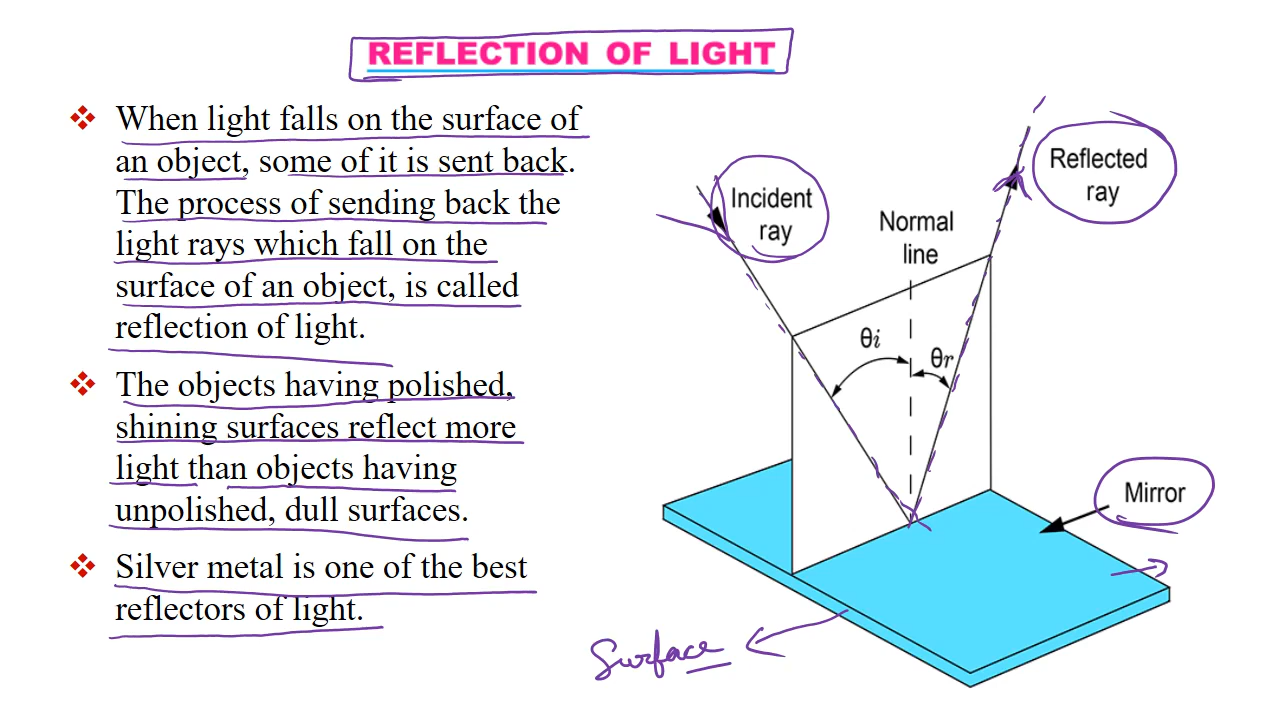 REFLECTION OF LIGHT
❖ When light falls on the surface of
an object, some of it is sent back.
The process of sending back the
light rays which fall on the
surface of an object, is called
reflection of light.
❖ The objects having polished,
shining surfaces reflect more
light than objects having
unpolished, dull surfaces.
❖ Silver metal is one of the best
reflectors of light.
Incident
ray
Normal
line
Reflected
ray
θi
θr
Mirror
Surface